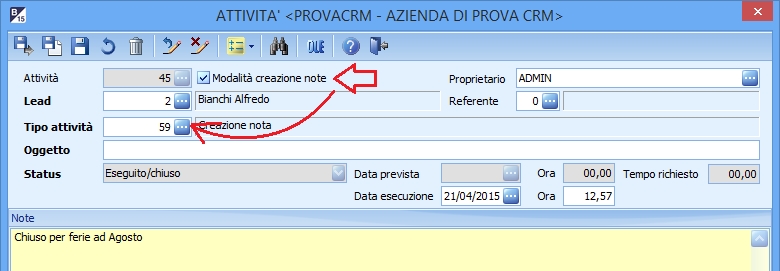 B 15 ATTIVITA' <PROVACRM - AZIENDA DI PROVA CRM>
OLE
Attività 45 Modalità creazione note Proprietario ADMIN
Lead 2 Bianchi Alfredo Referente 0
Tipo attività 59 Creazione nota
Oggetto
Status Eseguito/chiuso Data prevista Ora 00,00 Tempo richiesto 00,00
Data esecuzione 21/04/2015 Ora 12,57
Note
Chiuso per ferie ad Agosto